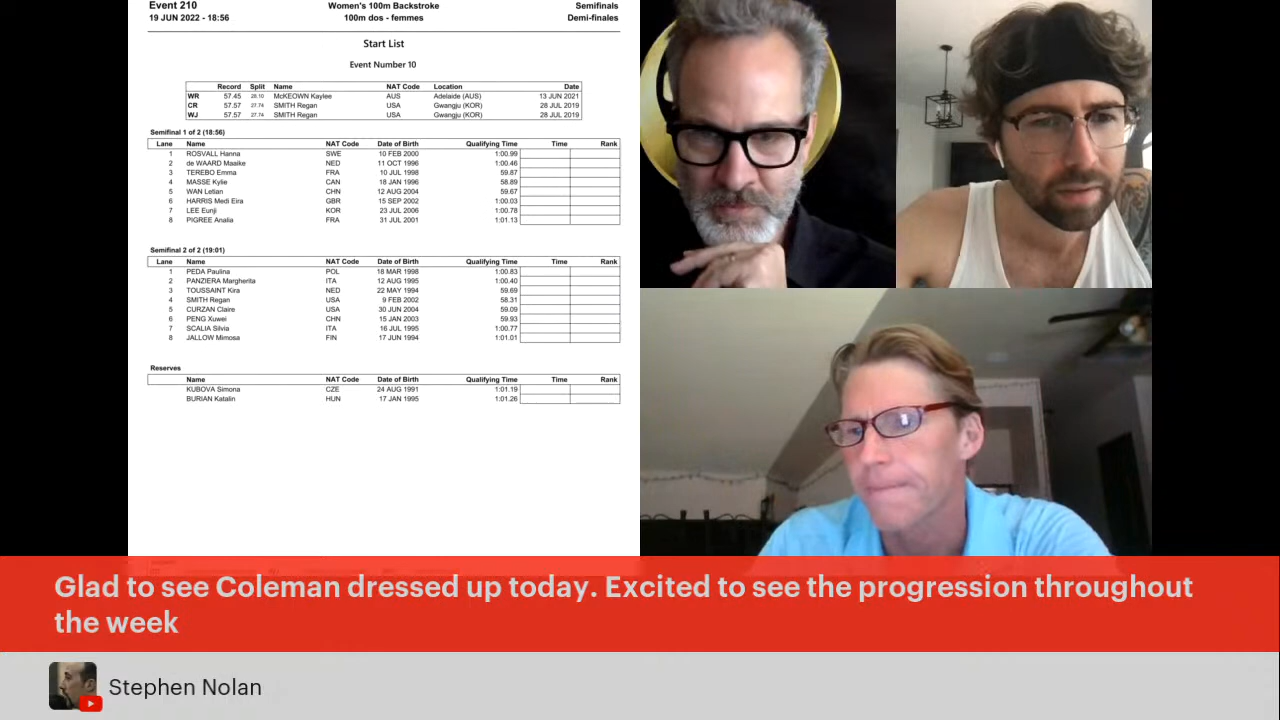 Event 210 Women's 100m Backstroke Semifinals
19 JUN 2022 - 18:56 100m dos - femmes Demi-finales
Start List
Event Number 10
Record Split Name NAT Code Location Date
WR 57.45 28.10 McKEOWN Kaylee AUS Adelaide (AUS) 13 JUN 2021
CR 57.57 27.74 SMITH Regan USA Gwangju (KOR) 28 JUL 2019
WJ 57.57 27.74 SMITH Regan USA Gwangju (KOR) 28 JUL 2019
Semifinal 1 of 2 (18:56)
Lane Name NAT Code Date of Birth Qualifying Time Time Rank
1 ROSVALL Hanna SWE 10 FEB 2000 1:00.99
2 de WAARD Maaike NED 11 OCT 1996 1:00.46
3 TEREBO Emma FRA 10 JUL 1998 59.87
4 MASSE Kylie CAN 18 JAN 1996 58.89
5 WAN Letian CHN 12 AUG 2004 59.67
6 HARRIS Medi Eira GBR 15 SEP 2002 1:00.03
7 LEE Eunji KOR 23 JUL 2006 1:00.78
8 PIGREE Analia FRA 31 JUL 2001 1:01.13
Semifinal 2 of 2 (19:01)
Lane Name NAT Code Date of Birth Qualifying Time Time Rank
1 PEDA Paulina POL 18 MAR 1998 1:00.83
2 PANZIERA Margherita ITA 12 AUG 1995 1:00.40
3 TOUSSAINT Kira NED 22 MAY 1994 59.69
4 SMITH Regan USA 9 FEB 2002 58.31
5 CURZAN Claire USA 30 JUN 2004 59.09
6 PENG Xuwei CHN 15 JAN 2003 59.93
7 SCALIA Silvia ITA 16 JUL 1995 1:00.77
8 JALLOW Mimosa FIN 17 JUN 1994 1:01.01
Reserves
Name NAT Code Date of Birth Qualifying Time Time Rank
KUBOVA Simona CZE 24 AUG 1991 1:01.19
BURIAN Katalin HUN 17 JAN 1995 1:01.26
Glad to see Coleman dressed up today. Excited to see the progression throughout
the week
Stephen Nolan